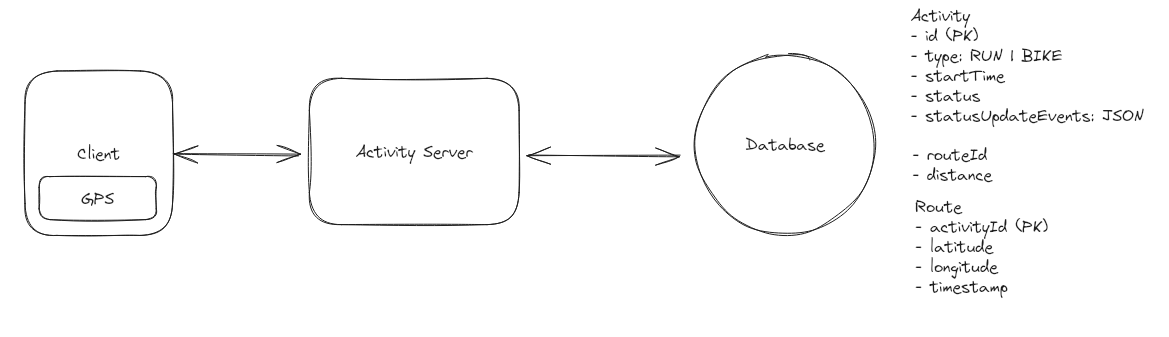 Client
GPS
Activity Server
Database
Activity
- id (PK)
- type: RUN | BIKE
- startTime
- status
- statusUpdateEvents: JSON
- routeId
- distance
Route
- activityId (PK)
- latitude
- longitude
- timestamp